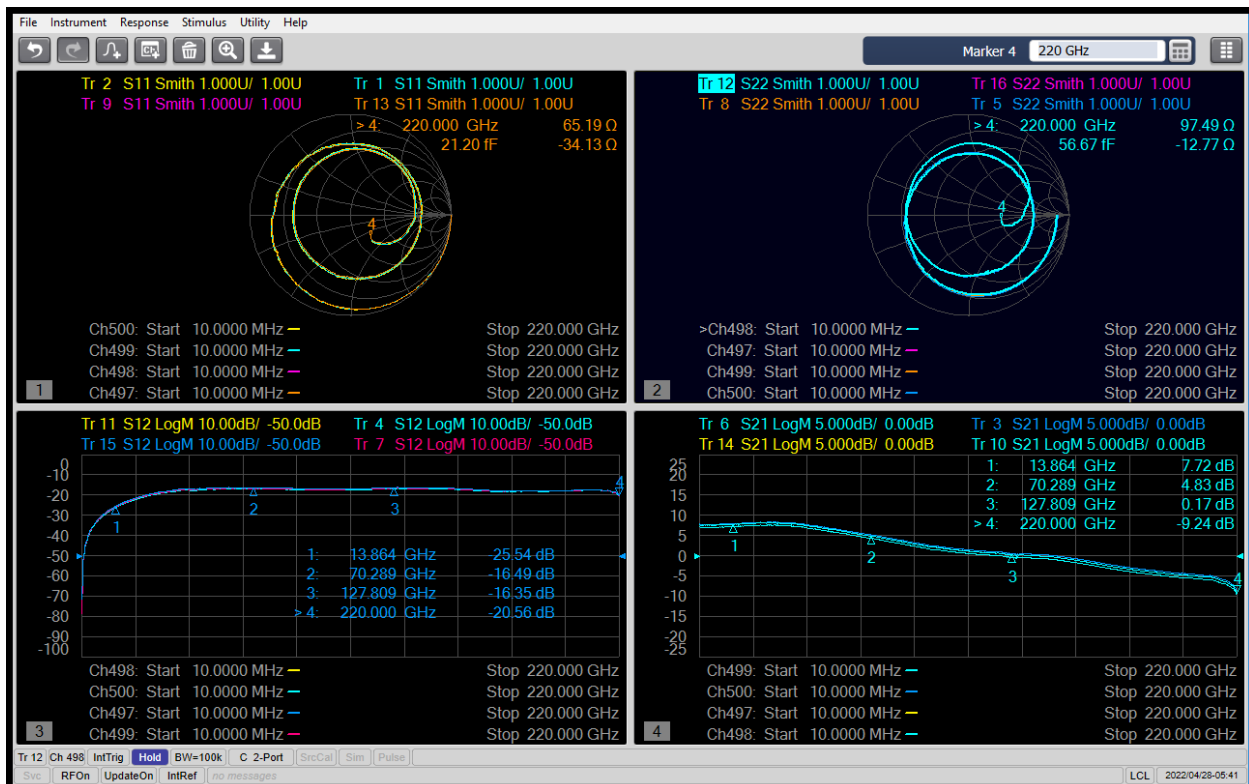 File Instrument Response Stimulus Utility Help
Marker 4 220 GHz
Tr 2 S11 Smith 1.000U/ 1.00U Tr 1 S11 Smith 1.000U/ 1.00U
Tr 9 S11 Smith 1.000U/ 1.00U Tr 13 S11 Smith 1.000U/ 1.00U
> 4: 220.000 GHz 65.19 Ω
21.20 fF -34.13 Ω
4
Ch500: Start 10.0000 MHz Stop 220.000 GHz
Ch499: Start 10.0000 MHz Stop 220.000 GHz
Ch498: Start 10.0000 MHz Stop 220.000 GHz
Ch497: Start 10.0000 MHz Stop 220.000 GHz
1
Tr 12 S22 Smith 1.000U/ 1.00U Tr 16 S22 Smith 1.000U/ 1.00U
Tr 8 S22 Smith 1.000U/ 1.00U Tr 5 S22 Smith 1.000U/ 1.00U
> 4: 220.000 GHz 97.49 Ω
56.67 fF -12.77 Ω
4
>Ch498: Start 10.0000 MHz Stop 220.000 GHz
Ch497: Start 10.0000 MHz Stop 220.000 GHz
Ch499: Start 10.0000 MHz Stop 220.000 GHz
Ch500: Start 10.0000 MHz Stop 220.000 GHz
2
Tr 11 S12 LogM 10.00dB/ -50.0dB Tr 4 S12 LogM 10.00dB/ -50.0dB
Tr 15 S12 LogM 10.00dB/ -50.0dB Tr 7 S12 LogM 10.00dB/ -50.0dB
0
-10
-20
-30
-40
-50
-60
-70
-80
-90
-100
1 2 3 4
1: 13.864 GHz -25.54 dB
2: 70.289 GHz -16.49 dB
3: 127.809 GHz -16.35 dB
> 4: 220.000 GHz -20.56 dB
Ch498: Start 10.0000 MHz Stop 220.000 GHz
Ch500: Start 10.0000 MHz Stop 220.000 GHz
Ch497: Start 10.0000 MHz Stop 220.000 GHz
Ch499: Start 10.0000 MHz Stop 220.000 GHz
3
Tr 6 S21 LogM 5.000dB/ 0.00dB Tr 3 S21 LogM 5.000dB/ 0.00dB
Tr 14 S21 LogM 5.000dB/ 0.00dB Tr 10 S21 LogM 5.000dB/ 0.00dB
25
20
15
10
5
0
-5
-10
-15
-20
-25
1: 13.864 GHz 7.72 dB
2: 70.289 GHz 4.83 dB
3: 127.809 GHz 0.17 dB
> 4: 220.000 GHz -9.24 dB
1 2 3 4
Ch499: Start 10.0000 MHz Stop 220.000 GHz
Ch500: Start 10.0000 MHz Stop 220.000 GHz
Ch497: Start 10.0000 MHz Stop 220.000 GHz
Ch498: Start 10.0000 MHz Stop 220.000 GHz
4
Tr 12 Ch 498 IntTrig Hold BW=100k C 2-Port SrcCal Sim Pulse
Svc RFOn UpdateOn IntRef no messages LCL 2022/04/28-05:41